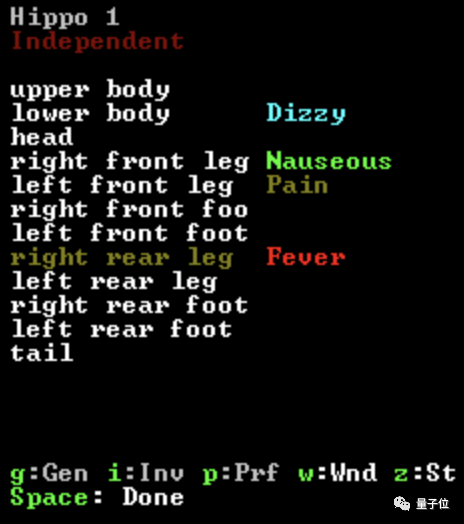 Hippo 1
Independent
upper body
lower body Dizzy
head
right front leg Nauseous
left front leg Pain
right front foo
left front foot
right rear leg Fever
left rear leg
right rear foot
left rear foot
tail
g:Gen i:Inv p:Prf w:Wnd z:St
Space: Done
量子位